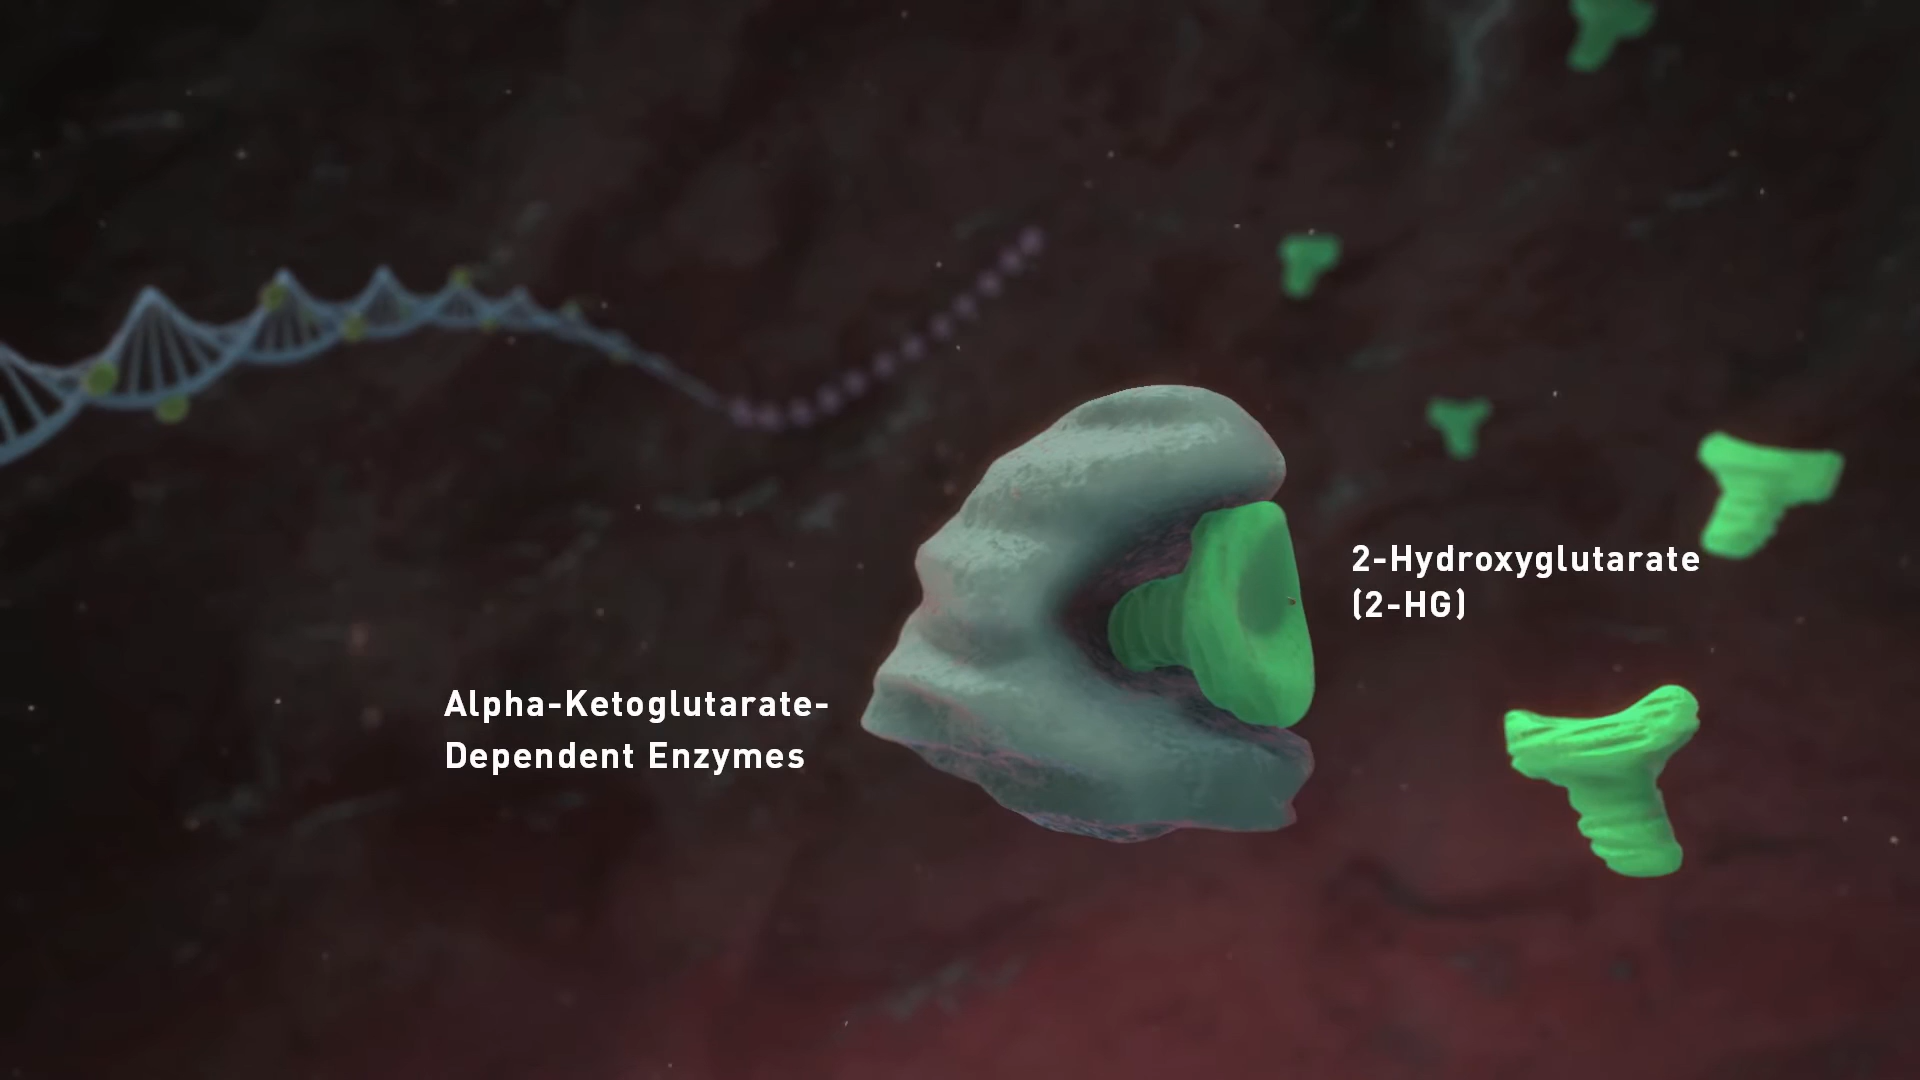 2-Hydroxyglutarate
(2-HG)
Alpha-Ketoglutarate-
Dependent Enzymes